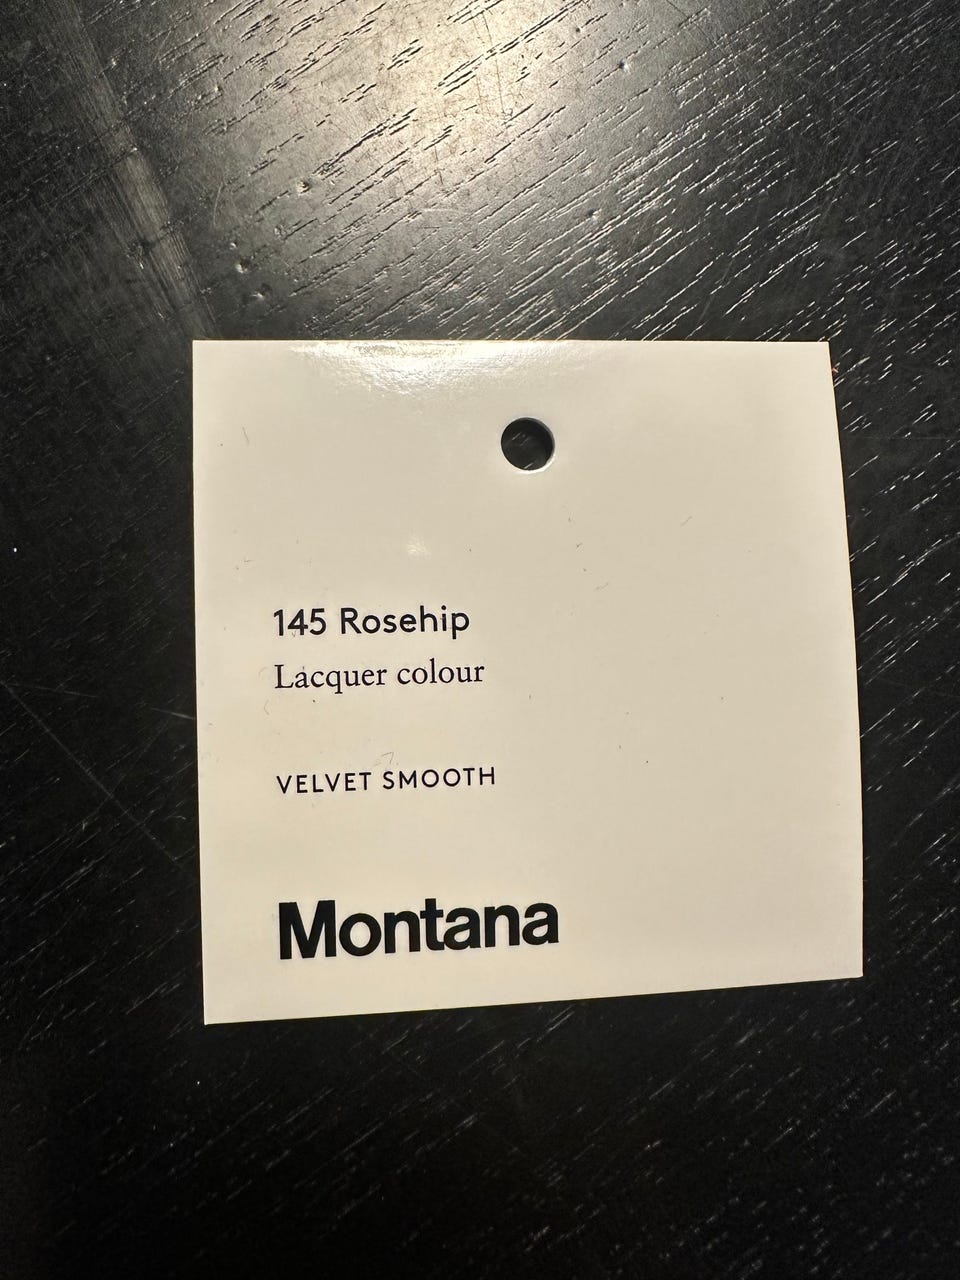 145 Rosehip
Lacquer colour
VELVET SMOOTH
Montana